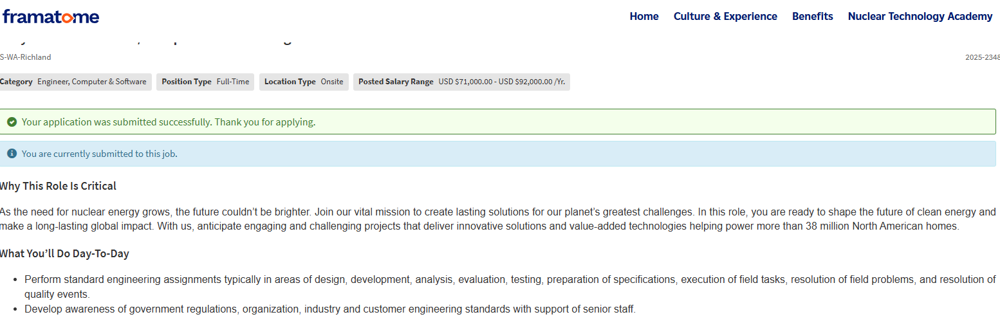 framatome
Home Culture & Experience Benefits Nuclear Technology Academy
S-WA-Richland
2025-2348
Category Engineer, Computer & Software Position Type Full-Time Location Type Onsite Posted Salary Range USD $71,000.00 - USD $92,000.00 /Yr.
Your application was submitted successfully. Thank you for applying.
You are currently submitted to this job.
Why This Role Is Critical
As the need for nuclear energy grows, the future couldn’t be brighter. Join our vital mission to create lasting solutions for our planet’s greatest challenges. In this role, you are ready to shape the future of clean energy and
make a long-lasting global impact. With us, anticipate engaging and challenging projects that deliver innovative solutions and value-added technologies helping power more than 38 million North American homes.
What You’ll Do Day-To-Day
• Perform standard engineering assignments typically in areas of design, development, analysis, evaluation, testing, preparation of specifications, execution of field tasks, resolution of field problems, and resolution of
quality events.
• Develop awareness of government regulations, organization, industry and customer engineering standards with support of senior staff.